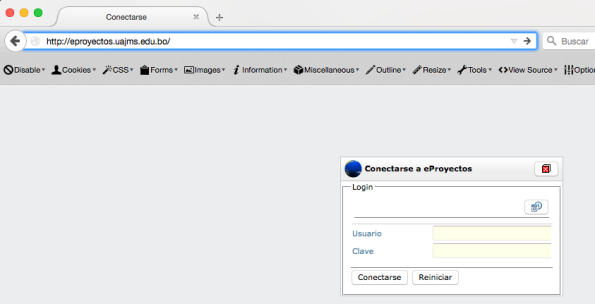 Conectarse
http://eproyectos.uajms.edu.bo/
Buscar
Disable Cookies CSS Forms Images Information Miscellaneous Outline Resize Tools View Source Option
Conectarse a eProyectos
Login
Usuario
Clave
Conectarse Reiniciar